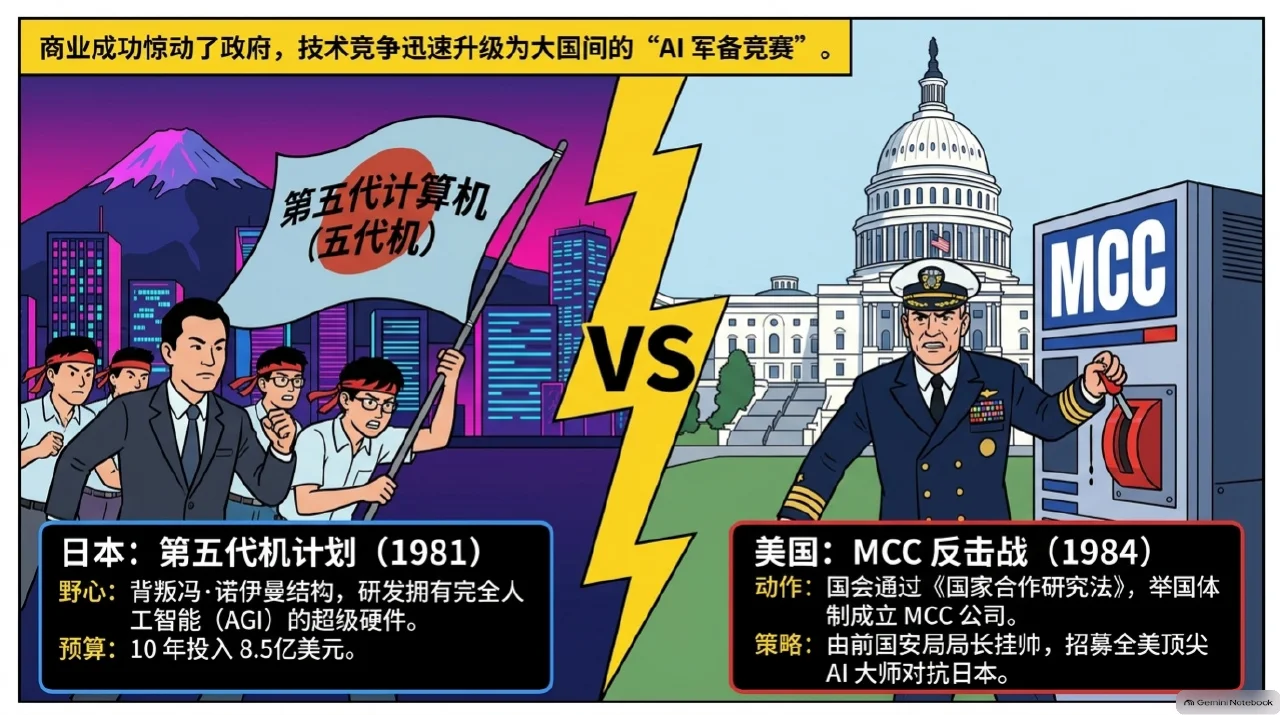 商业成功惊动了政府，技术竞争迅速升级为大国间的“AI 军备竞赛”。
第五代计算机
（五代机）
VS
MCC
日本：第五代机计划（1981）
野心：背叛冯·诺伊曼结构，研发拥有完全人
工智能（AGI）的超级硬件。
预算：10 年投入 8.5亿美元。
美国：MCC 反击战（1984）
动作：国会通过《国家合作研究法》，举国体
制成立 MCC 公司。
策略：由前国安局局长挂帅，招募全美顶尖
AI 大师对抗日本。
Gemini Notebook